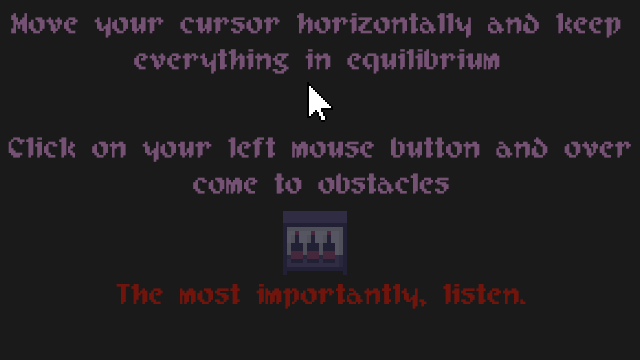 Move your cursor horizontally and keep
everything in equilibrium
Click on your left mouse button and over
come to obstacles
The most importantly, listen.